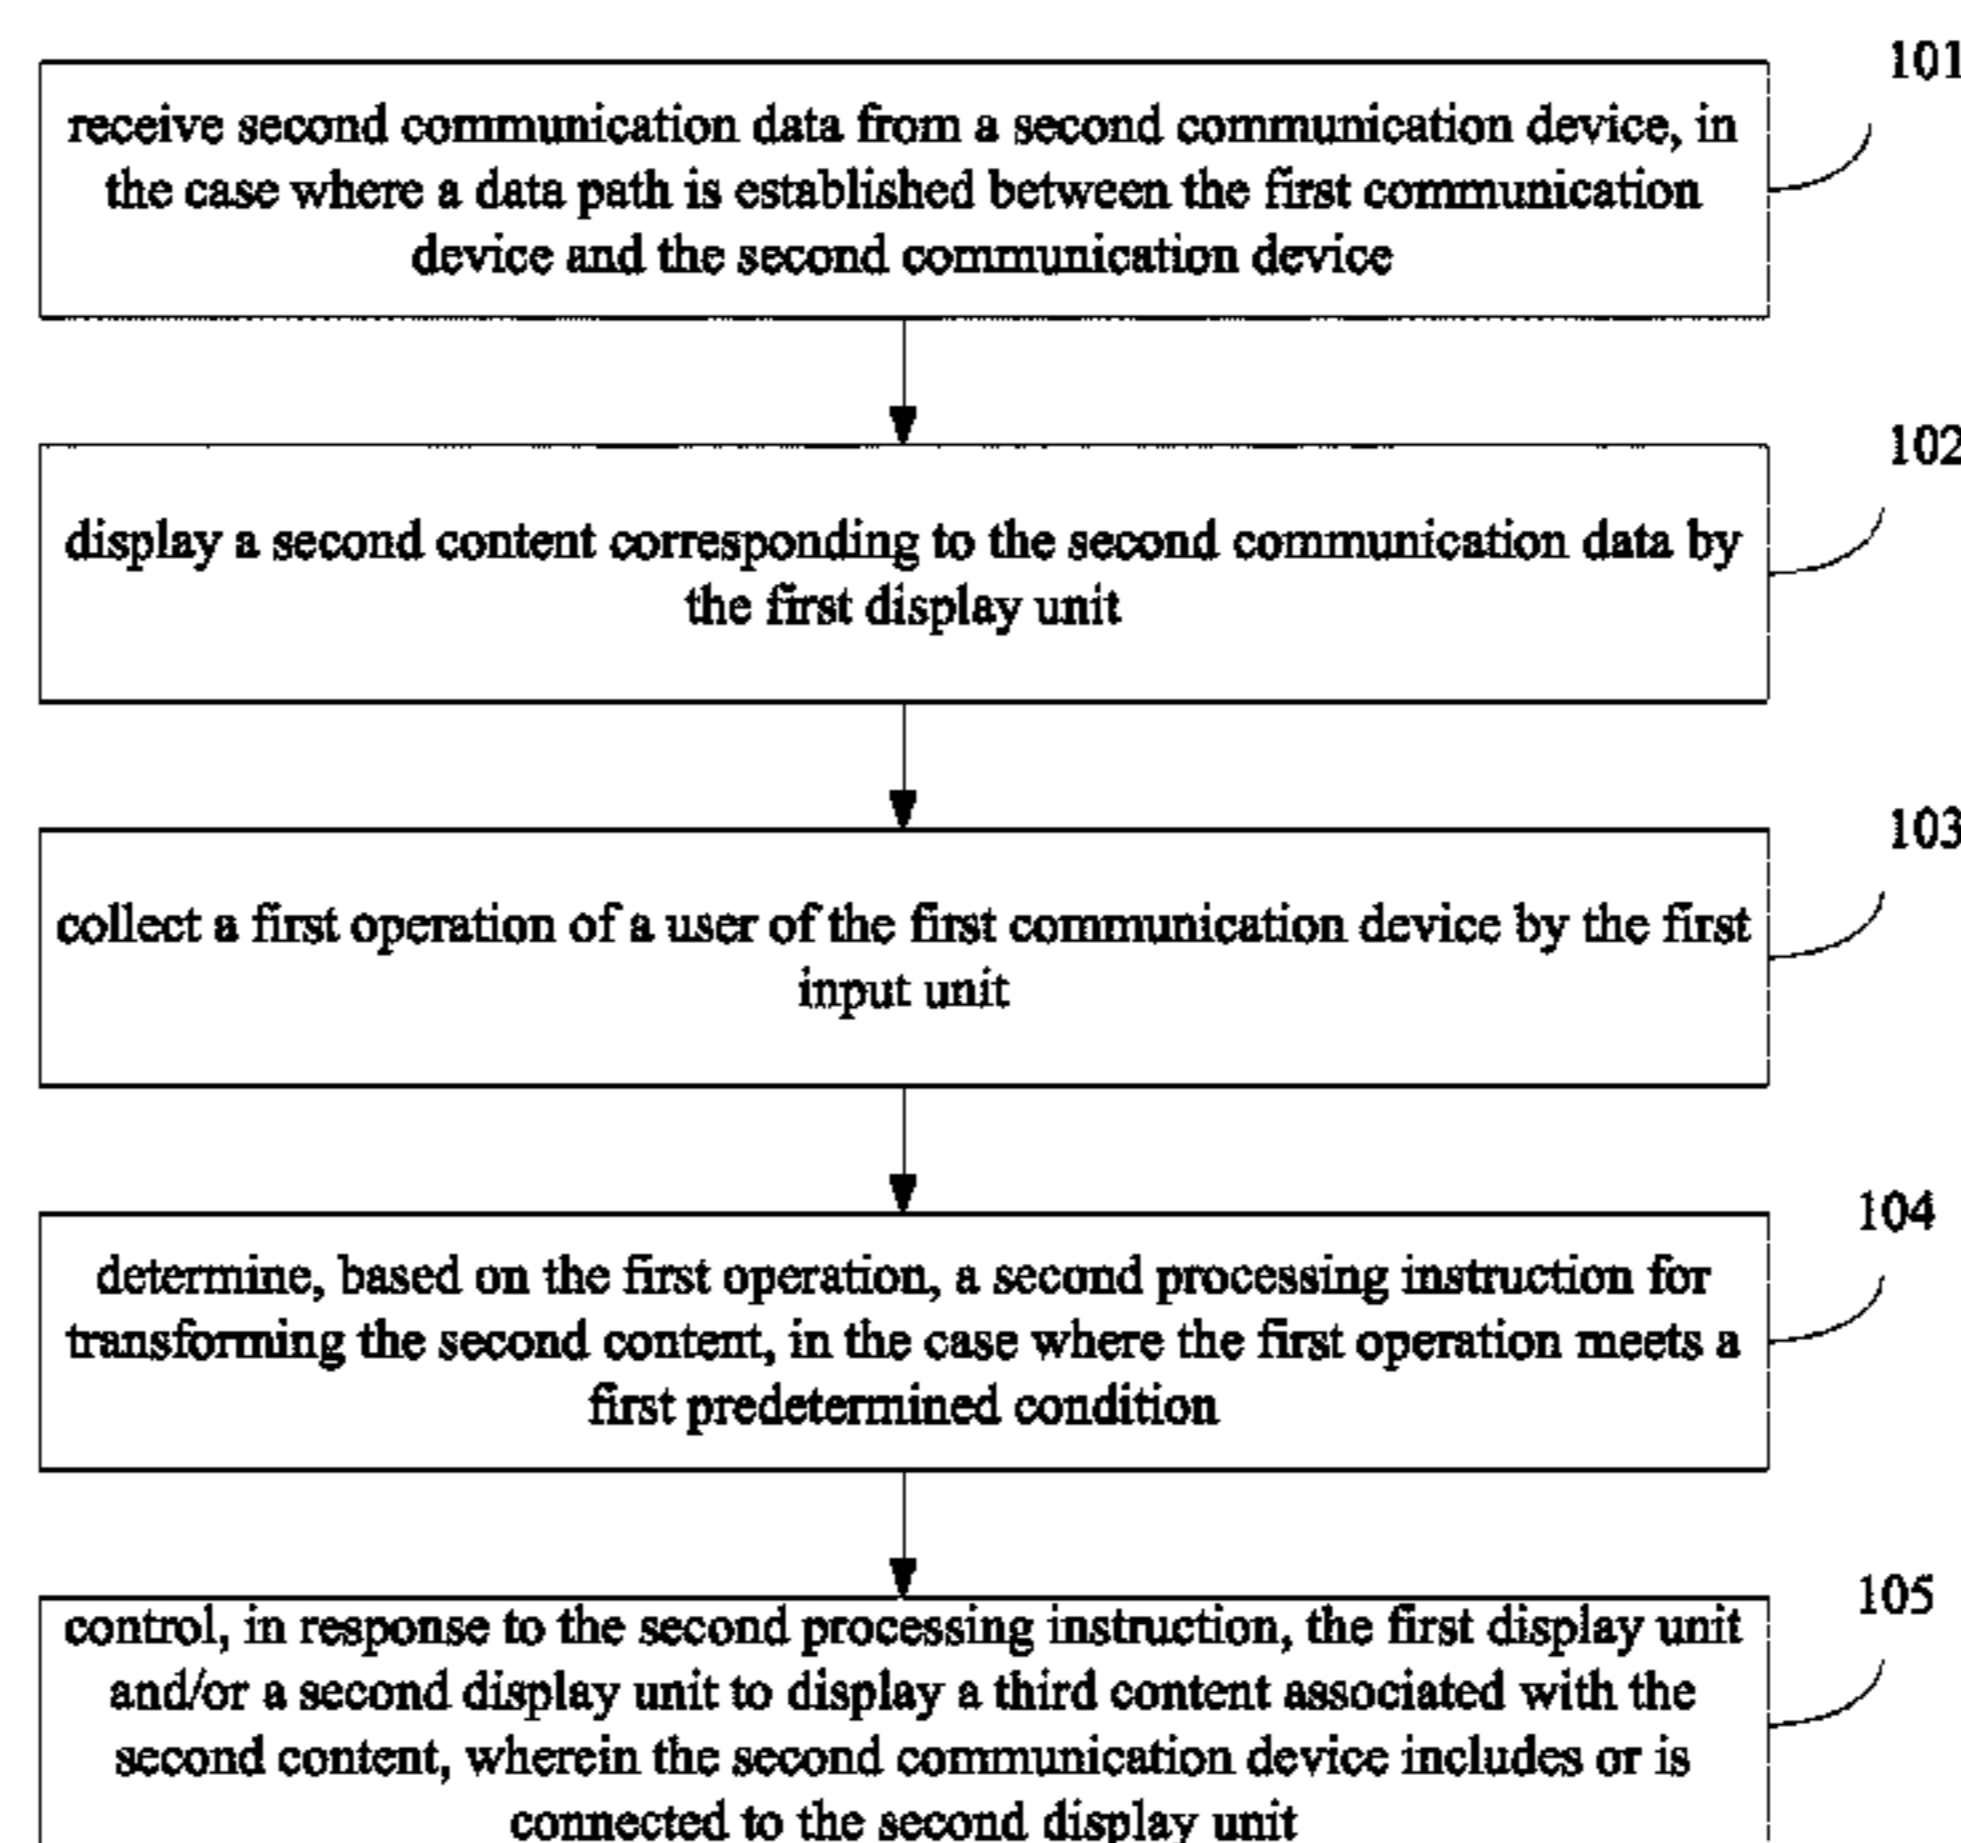 101
receive second communication data from a second communication device, in
the case where a data path is established between the first communication
device and the second communication device
102
display a second content corresponding to the second communication data by
the first display unit
103
collect a first operation of a user of the first communication device by the first
input unit
104
determine, based on the first operation, a second processing instruction for
transforming the second content, in the case where the first operation meets a
first predetermined condition
105
control, in response to the second processing instruction, the first display unit
and/or a second display unit to display a third content associated with the
second content, wherein the second communication device includes or is
connected to the second display unit